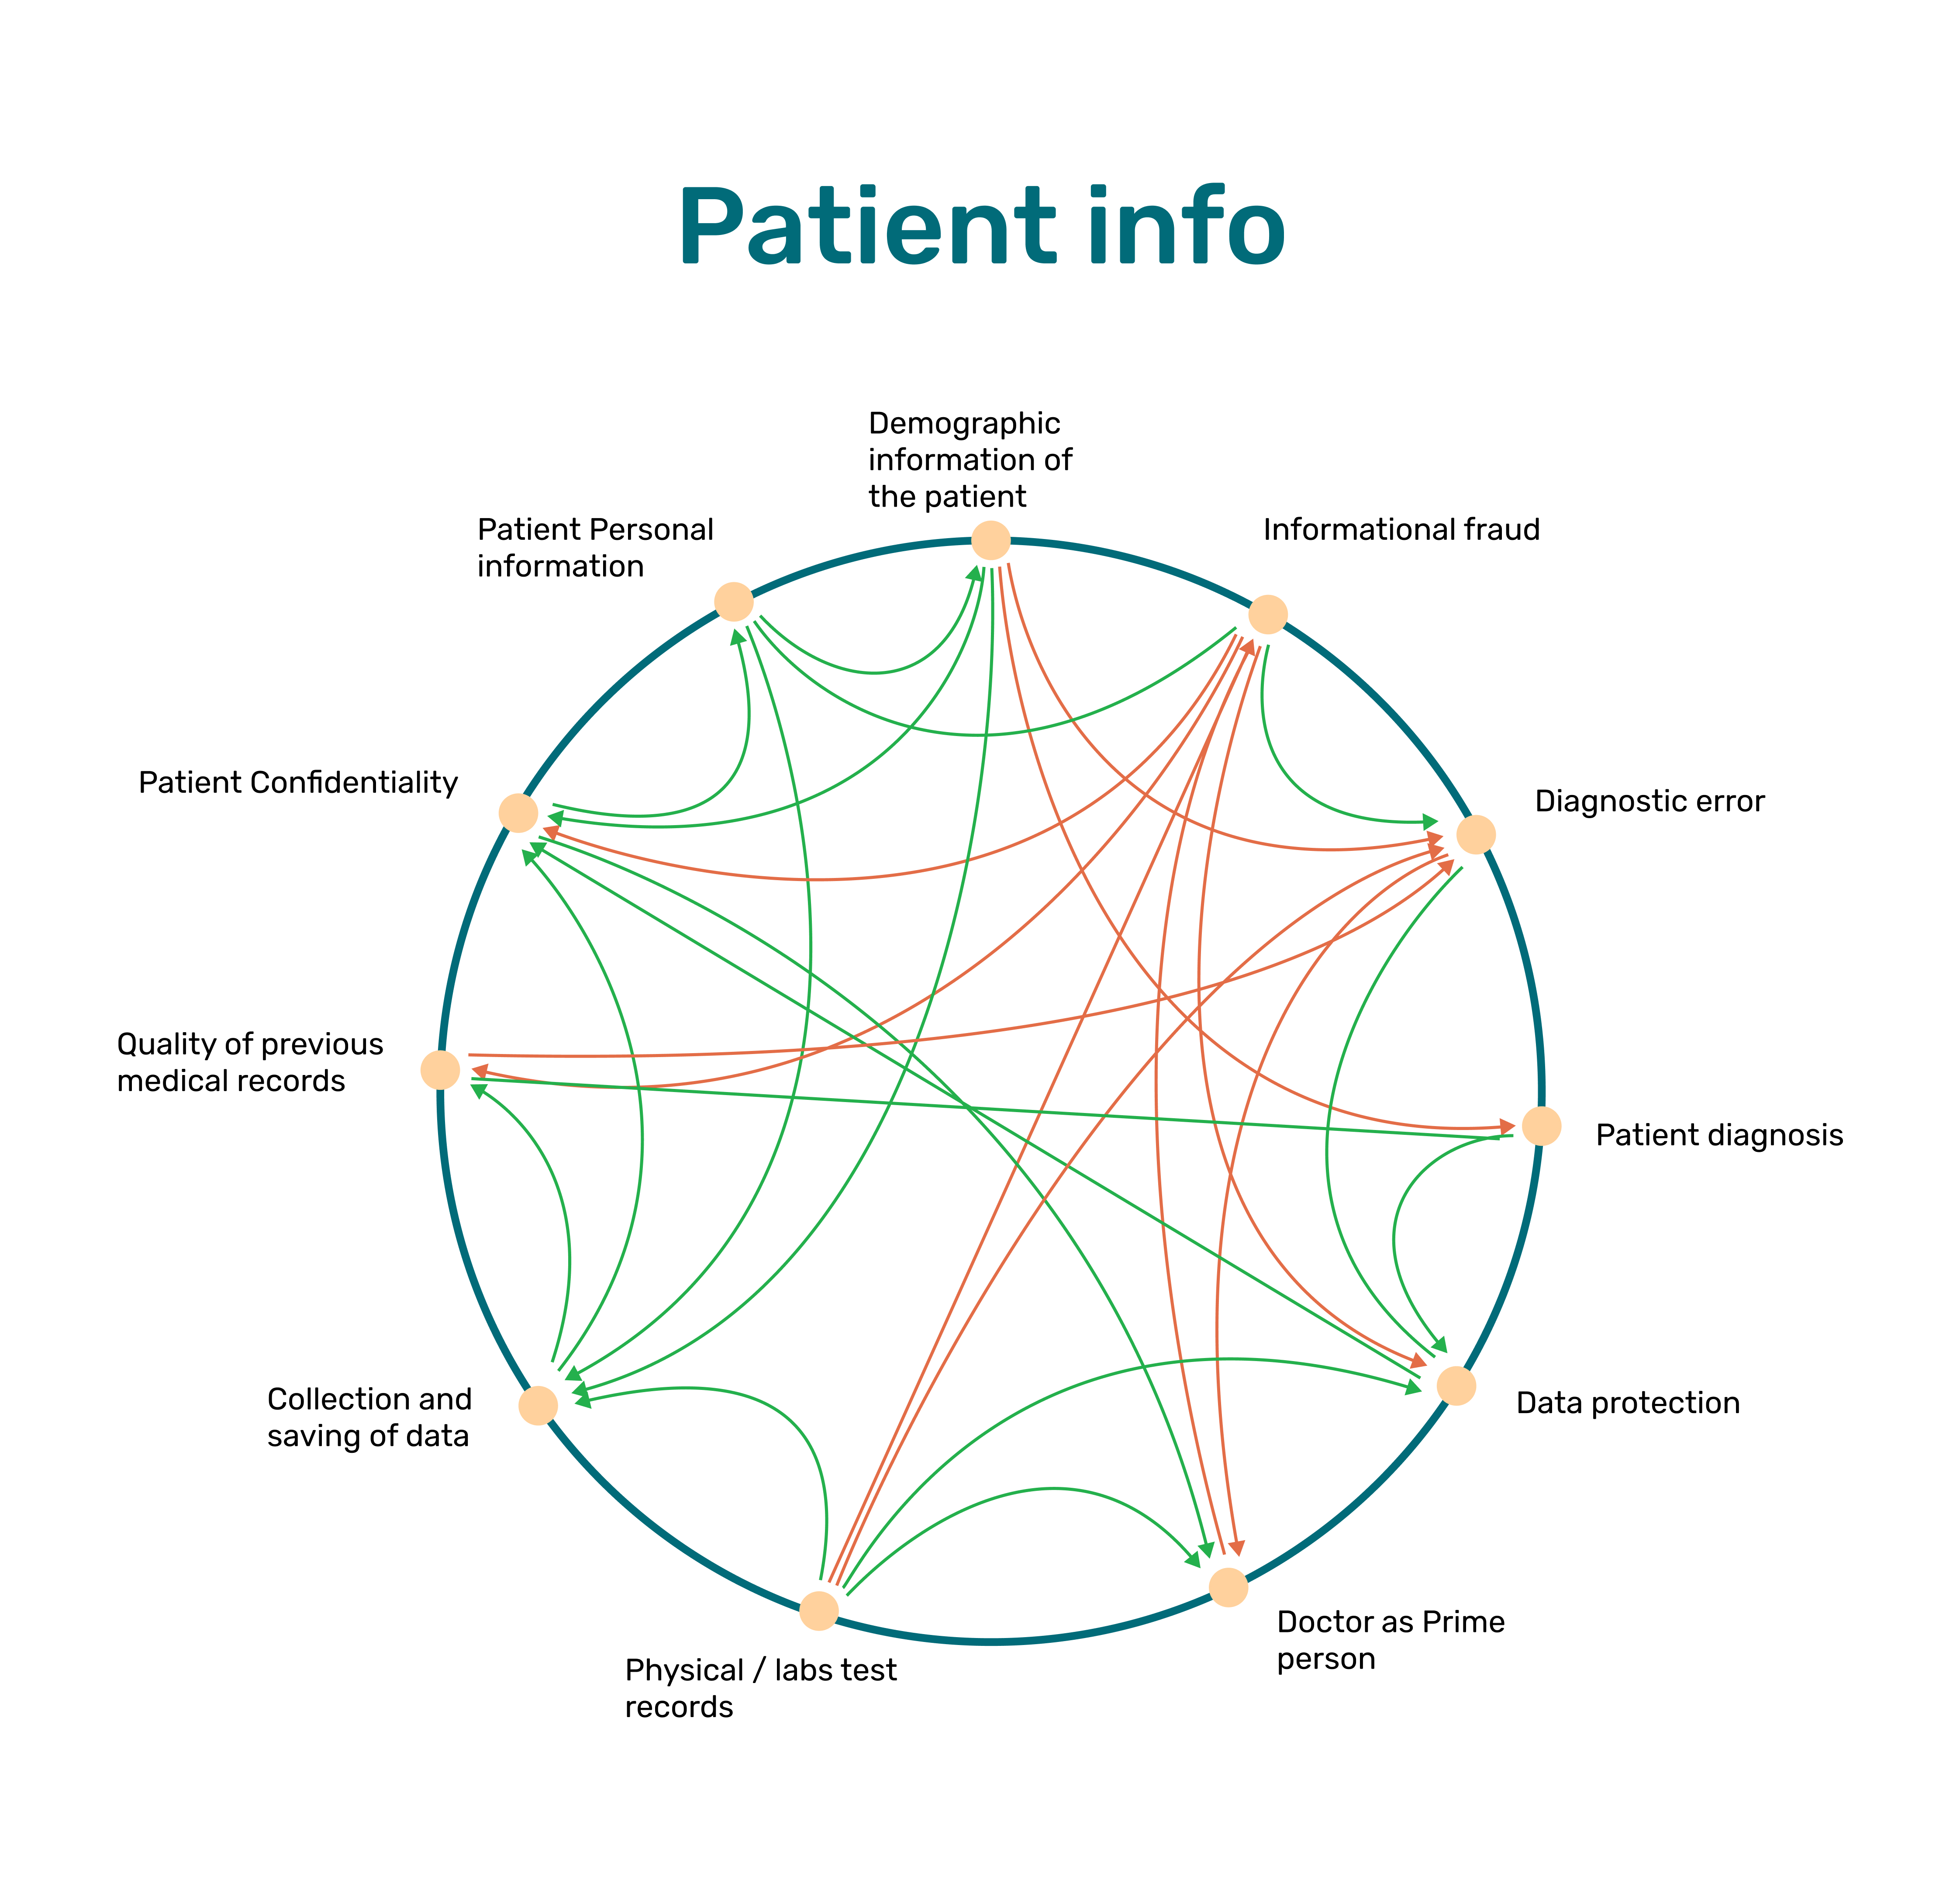 Patient info
Demographic
information of
the patient
Patient Personal
information
Informational fraud
Patient Confidentiality
Diagnostic error
Quality of previous
medical records
Patient diagnosis
Collection and
saving of data
Data protection
Doctor as Prime
person
Physical / labs test
records